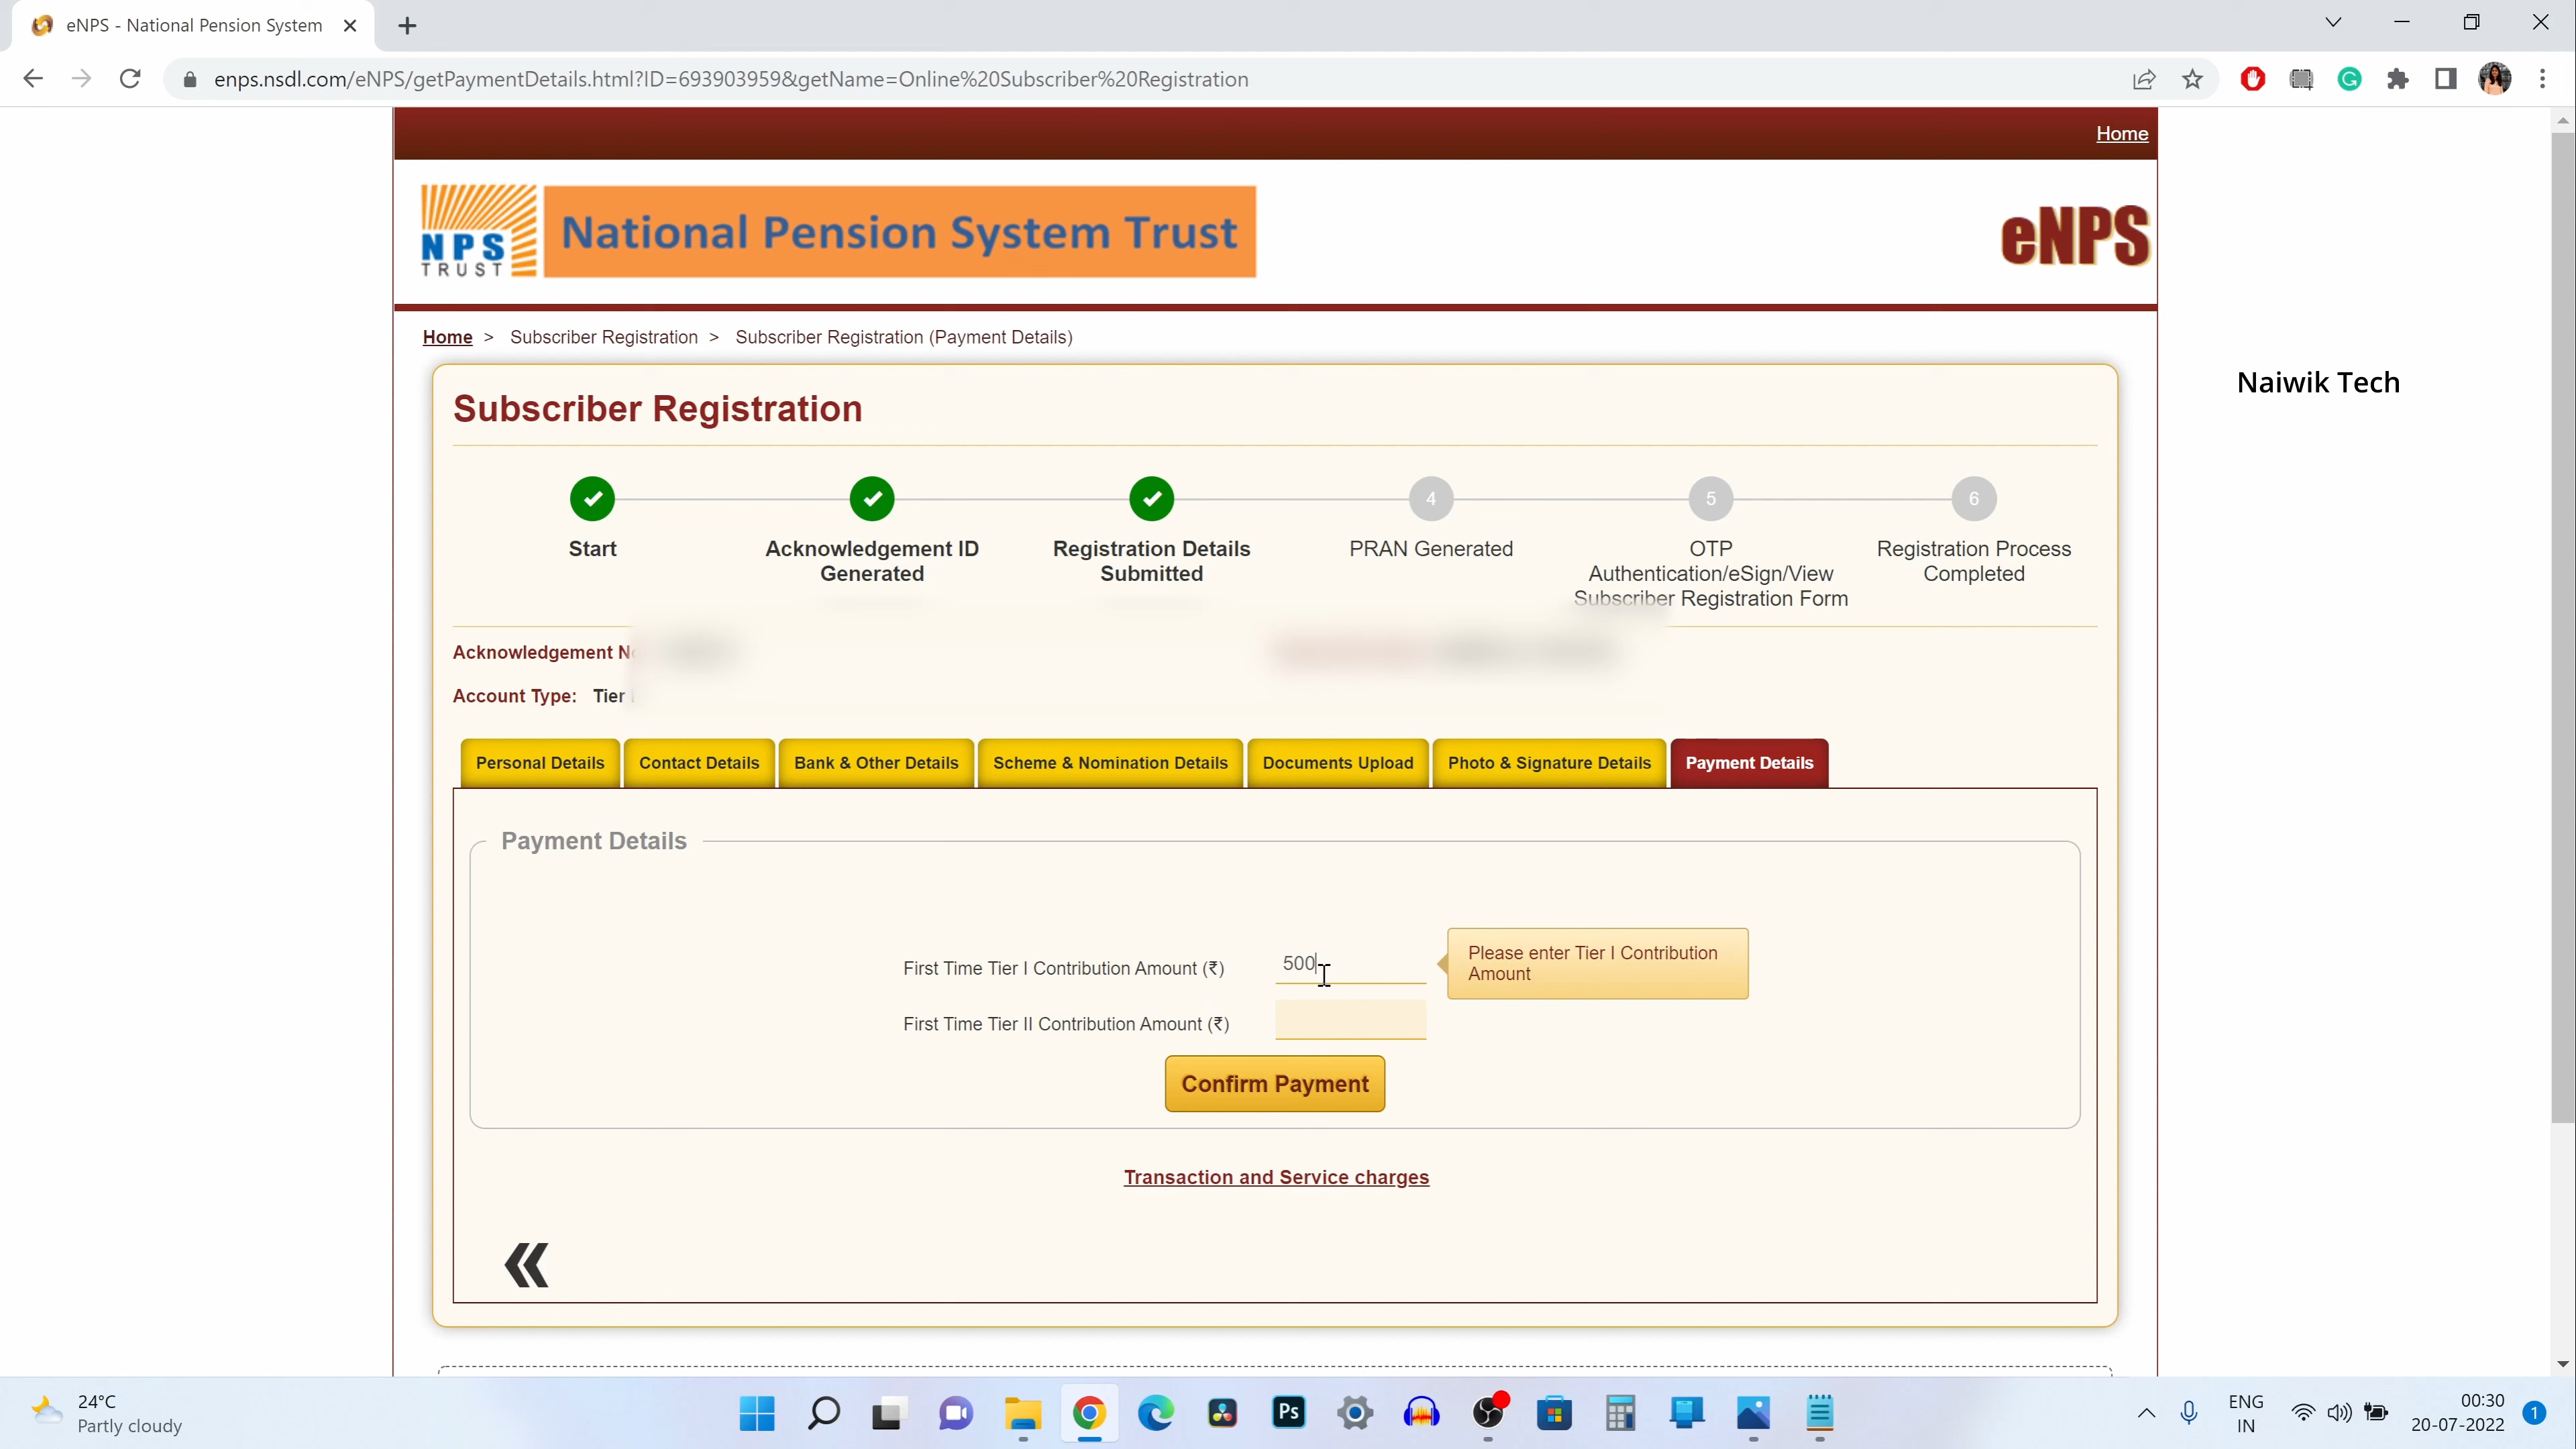 eNPS - National Pension System
enps.nsdl.com/eNPS/getPaymentDetails.html?ID=693903959&getName=Online%20Subscriber%20Registration
Home
NPS
TRUST
National Pension System Trust
eNPS
Home > Subscriber Registration > Subscriber Registration (Payment Details)
Naiwik Tech
Subscriber Registration
4
5
6
Start
Acknowledgement ID
Generated
Registration Details
Submitted
PRAN Generated
OTP
Authentication/eSign/View
Subscriber Registration Form
Registration Process
Completed
Acknowledgement
Account Type: Tier
Personal Details
Contact Details
Bank & Other Details
Scheme & Nomination Details
Documents Upload
Photo & Signature Details
Payment Details
Payment Details
First Time Tier I Contribution Amount (₹) 500
Please enter Tier I Contribution
Amount
First Time Tier II Contribution Amount (₹)
Confirm Payment
Transaction and Service charges
24°C
Partly cloudy
Ps
ENG
IN
00:30
20-07-2022
1